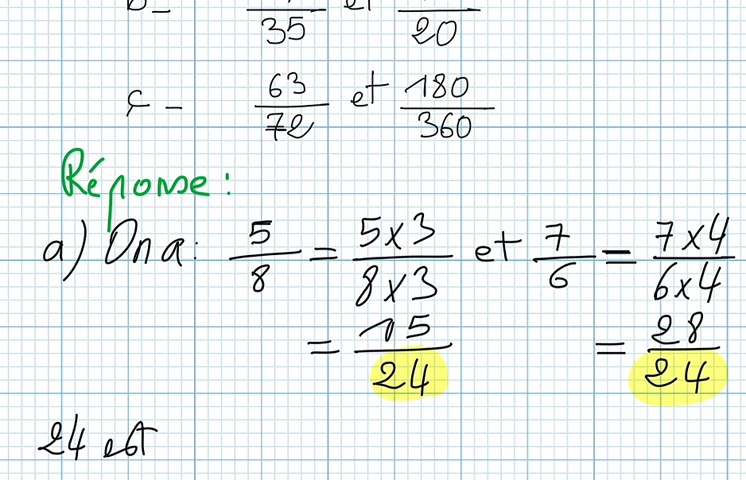 35 et 20
c - 63/72 et 180/360
Réponse :
a) On a : 5/8 = 5x3/8x3 et 7/6 = 7x4/6x4
= 15/24 = 28/24
24 est